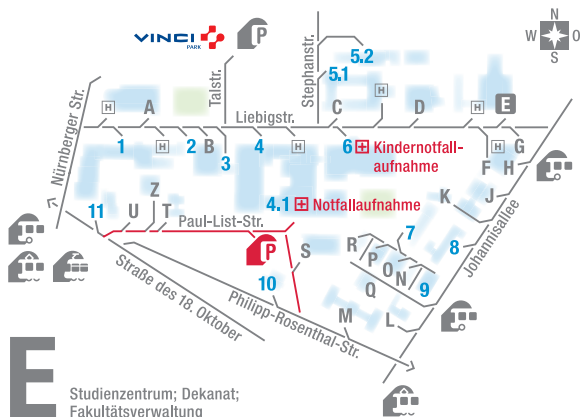 N
W O
S
VINCI
PARK
P
5.2
5.1
Stephanstr.
Talstr.
Nürnberger Str.
H
A
H
C
D
E
Liebigstr.
1
H
2
B
3
4
H
6
Kindernotfall-
aufnahme
H
G
F
H
4.1
Notfallaufnahme
K
J
Z
11
U
T
Paul-List-Str.
P
S
R
7
P
O
N
Q
8
9
Johannisallee
10
M
L
Straße des 18. Oktober
Philipp-Rosenthal-Str.
E
Studienzentrum; Dekanat;
Fakultätsverwaltung